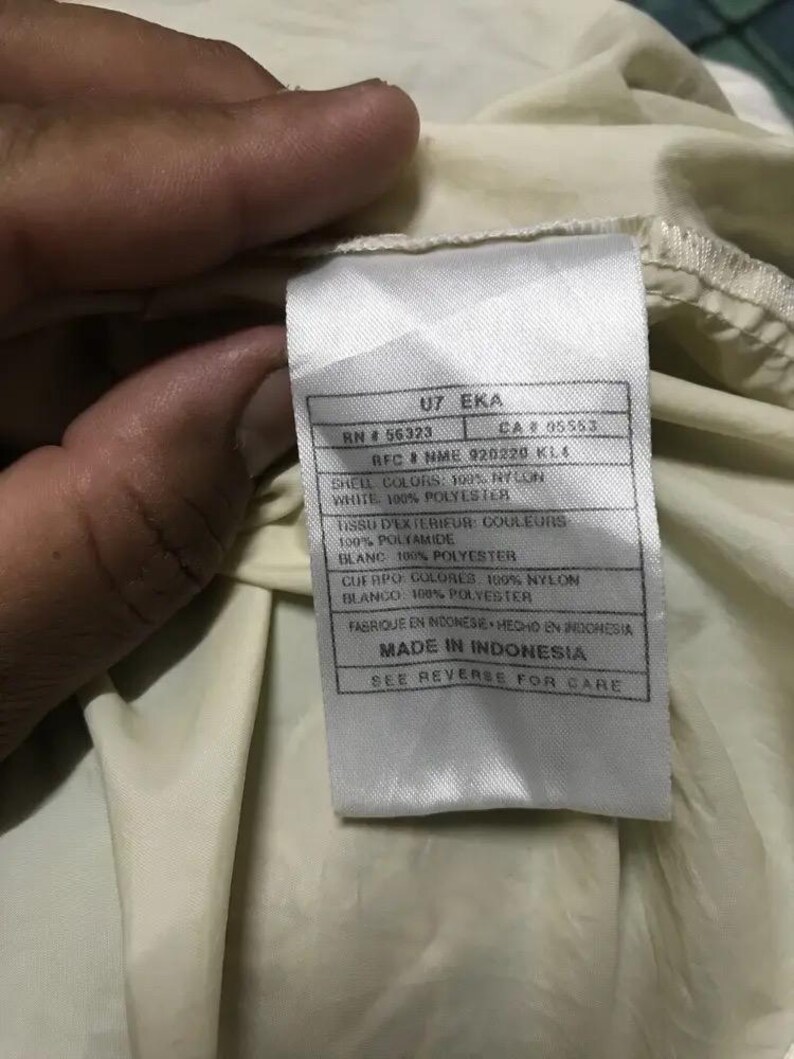 U7 EKA
RN # 56323 CA # 05553
RFC # NME 920220 KL4
SHELL COLORS: 100% NYLON
WHITE: 100% POLYESTER
TISSU D'EXTERIEUR: COULEURS
100% POLYAMIDE
BLANC: 100% POLYESTER
CUERPO: COLORES: 100% NYLON
BLANCO: 100% POLYESTER
FABRIQUE EN INDONESIE • HECHO EN INDONESIA
MADE IN INDONESIA
SEE REVERSE FOR CARE